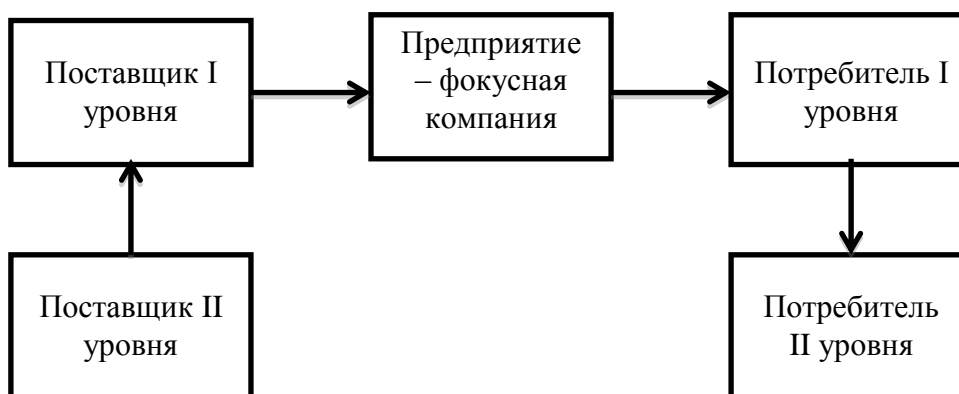 Поставщик I
уровня
Предприятие
– фокусная
компания
Потребитель I
уровня
Поставщик II
уровня
Потребитель
II уровня